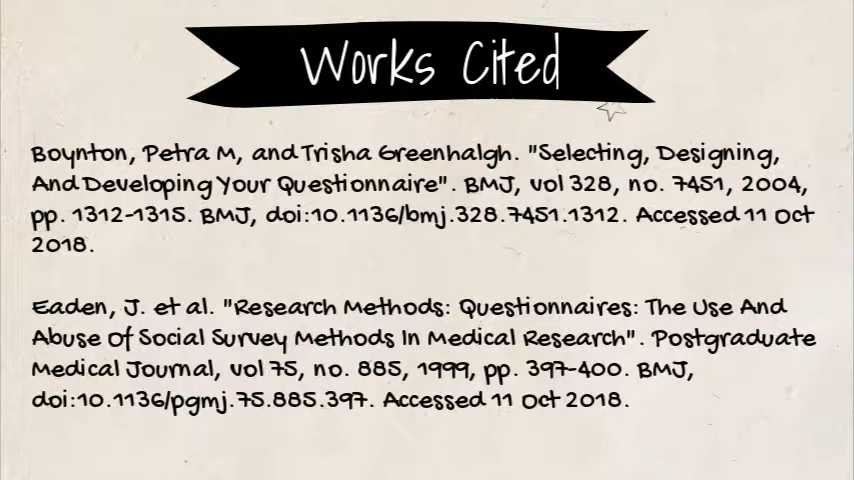 Works Cited
Boynton, Petra M, and Trisha Greenhalgh. "Selecting, Designing,
And Developing Your Questionnaire". BMJ, vol 328, no. 7451, 2004,
pp. 1312-1315. BMJ, doi:10.1136/bmj.328.7451.1312. Accessed 11 Oct
2018.
Eaden, J. et al. "Research Methods: Questionnaires: The Use And
Abuse Of Social Survey Methods In Medical Research". Postgraduate
Medical Journal, vol 75, no. 885, 1999, pp. 397-400. BMJ,
doi:10.1136/pgmj.75.885.397. Accessed 11 Oct 2018.